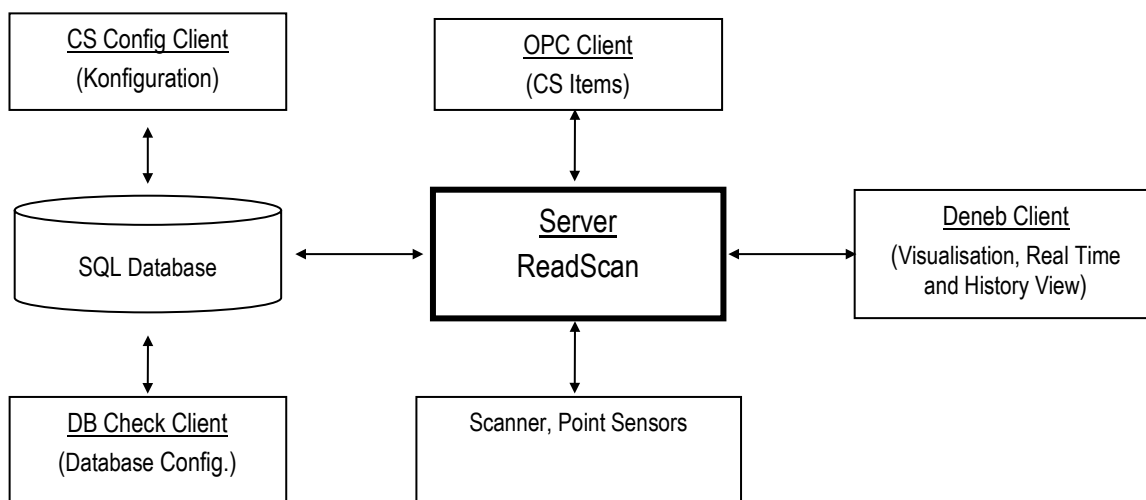 CS Config Client
(Konfiguration)
OPC Client
(CS Items)
SQL Database
Server
ReadScan
Deneb Client
(Visualisation, Real Time
and History View)
DB Check Client
(Database Config.)
Scanner, Point Sensors